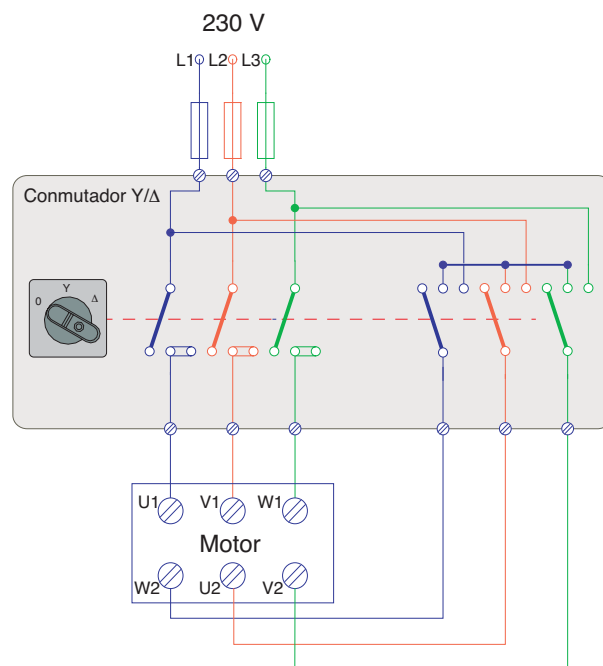 230 V
L1 L2 L3
Conmutador Y/Δ
Y
0 Δ
U1 V1 W1
Motor
W2 U2 V2